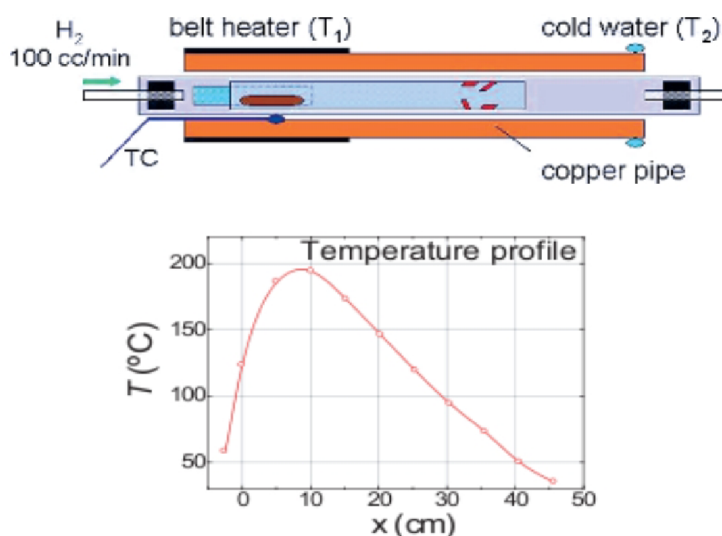 H₂
100 cc/min
belt heater (T₁)
cold water (T₂)
TC
copper pipe
Temperature profile
200
150
100
50
T (ºC)
0 10 20 30 40 50
x (cm)